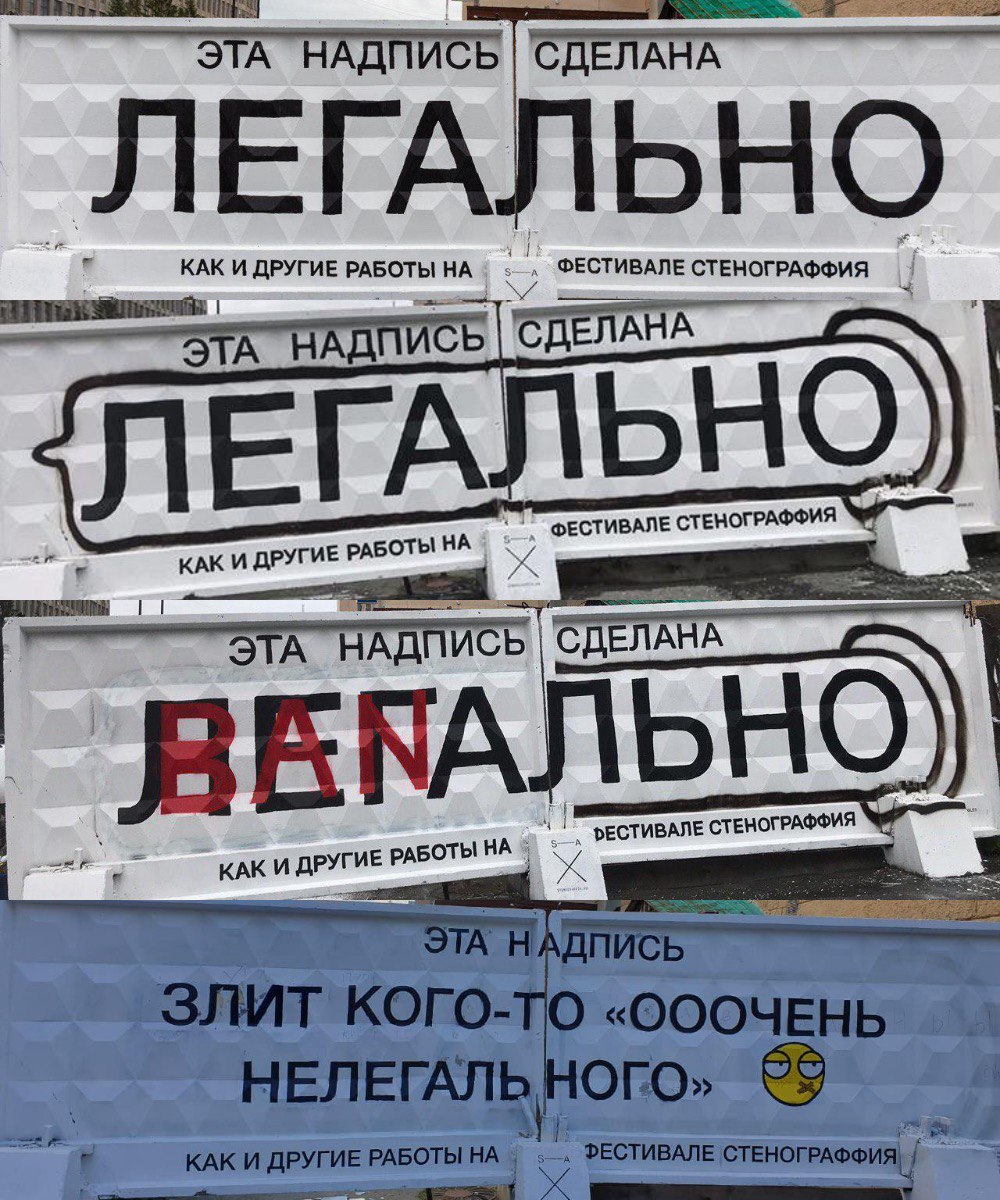 ЭТА НАДПИСЬ СДЕЛАНА
ЛЕГАЛЬНО
КАК И ДРУГИЕ РАБОТЫ НА ФЕСТИВАЛЕ СТЕНОГРАФФИЯ
S A
ЭТА НАДПИСЬ СДЕЛАНА
ЛЕГАЛЬНО
КАК И ДРУГИЕ РАБОТЫ НА ФЕСТИВАЛЕ СТЕНОГРАФФИЯ
S A
ЭТА НАДПИСЬ СДЕЛАНА
ЛЕГАЛЬНО
BAN
КАК И ДРУГИЕ РАБОТЫ НА ФЕСТИВАЛЕ СТЕНОГРАФФИЯ
S A
ЭТА НАДПИСЬ
ЗЛИТ КОГО-ТО «ОООЧЕНЬ
НЕЛЕГАЛЬНОГО»
КАК И ДРУГИЕ РАБОТЫ НА ФЕСТИВАЛЕ СТЕНОГРАФФИЯ
S A